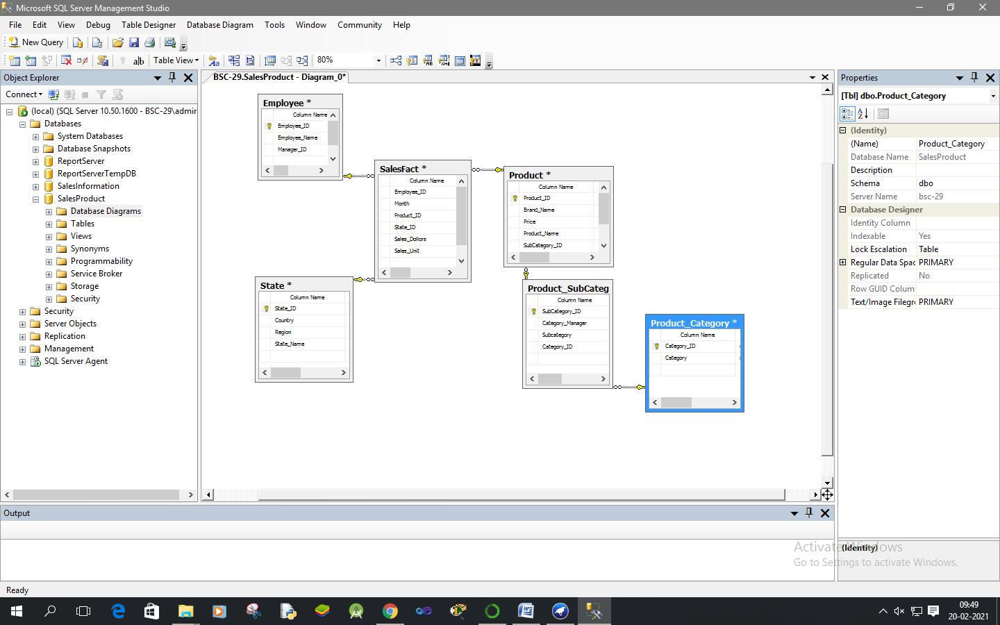 Microsoft SQL Server Management Studio
File Edit View Debug Table Designer Database Diagram Tools Window Community Help
New Query
Table View 80%
Object Explorer
Connect
(local) (SQL Server 10.50.1600 - BSC-29\admin
Databases
System Databases
Database Snapshots
ReportServer
ReportServerTempDB
SalesInformation
SalesProduct
Database Diagrams
Tables
Views
Synonyms
Programmability
Service Broker
Storage
Security
Security
Server Objects
Replication
Management
SQL Server Agent
BSC-29.SalesProduct - Diagram_0*
Employee *
Column Name
Employee_ID
Employee_Name
Manager_ID
SalesFact *
Column Name
Employee_ID
Month
Product_ID
State_ID
Sales_Dollors
Sales_Unit
Product *
Column Name
Product_ID
Brand_Name
Price
Product_Name
SubCategory_ID
State *
Column Name
State_ID
Country
Region
State_Name
Product_SubCateg
Column Name
SubCategory_ID
Category_Manager
Subcategory
Category_ID
Product_Category *
Column Name
Category_ID
Category
Properties
[Tbl] dbo.Product_Category
(Identity)
(Name) Product_Category
Database Name SalesProduct
Description
Schema dbo
Server Name bsc-29
Database Designer
Identity Column
Indexable Yes
Lock Escalation Table
Regular Data Spac PRIMARY
Replicated No
Row GUID Colum
Text/Image Filegr PRIMARY
(Identity)
Activate Windows
Go to Settings to activate Windows.
Output
Ready
09:49
20-02-2021